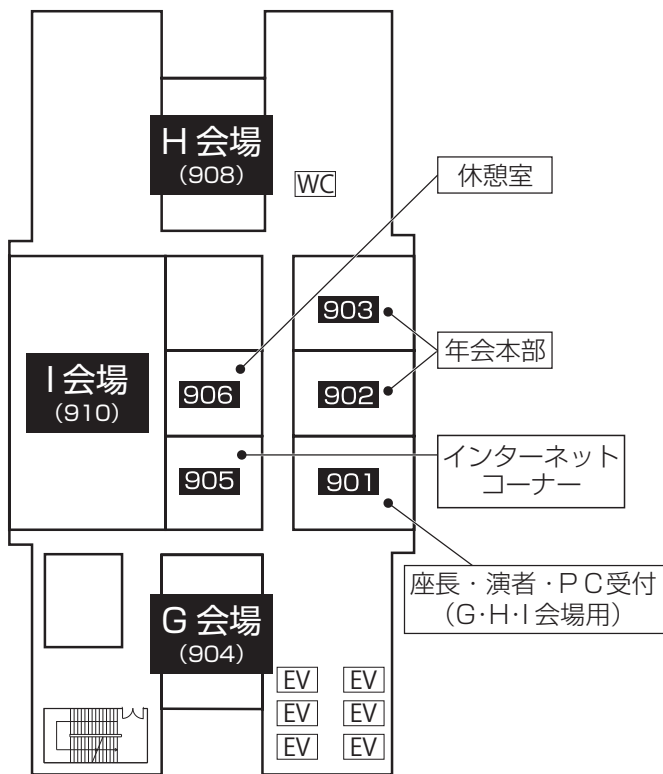 H 会場
(908)
WC
休憩室
903
年会本部
I 会場
(910)
906
902
インターネット
コーナー
905
901
座長・演者・PC受付
(G・H・I 会場用)
G 会場
(904)
EV EV
EV EV
EV EV